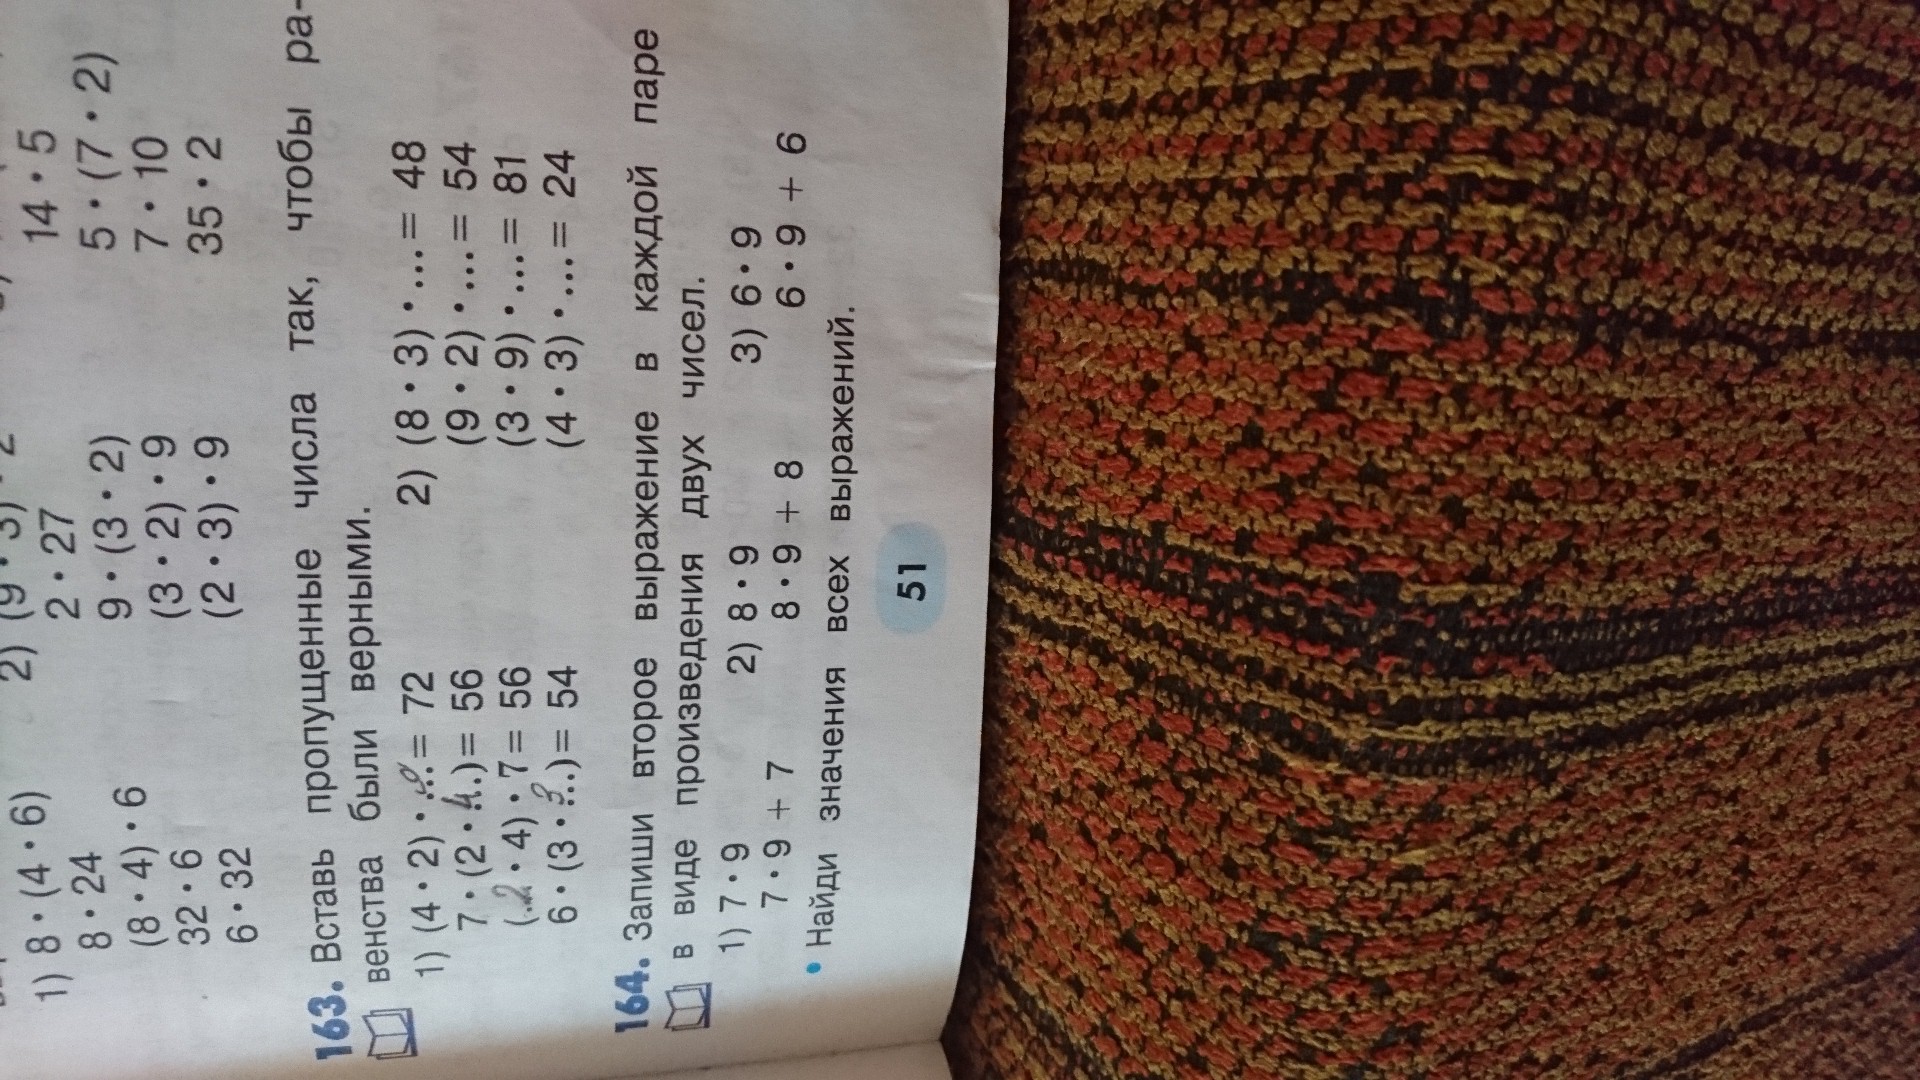 1) 8 • (4 • 6)
8 • 24
(8 • 4) • 6
32 • 6
6 • 32
2 • 27
9 • (3 • 2)
(3 • 2) • 9
(2 • 3) • 9
14 • 5
5 • (7 • 2)
7 • 10
35 • 2
163. Вставь пропущенные числа так, чтобы ра-
венства были верными.
1) (4 • 2) • ... = 72
7 • (2 • 4) = 56
(2 • 4) • 7 = 56
6 • (3 • 3) = 54
2) (8 • 3) • ... = 48
(9 • 2) • ... = 54
(3 • 9) • ... = 81
(4 • 3) • ... = 24
164. Запиши второе выражение в каждой паре
в виде произведения двух чисел.
1) 7 • 9
7 • 9 + 7
2) 8 • 9
8 • 9 + 8
3) 6 • 9
6 • 9 + 6
• Найди значения всех выражений.
51